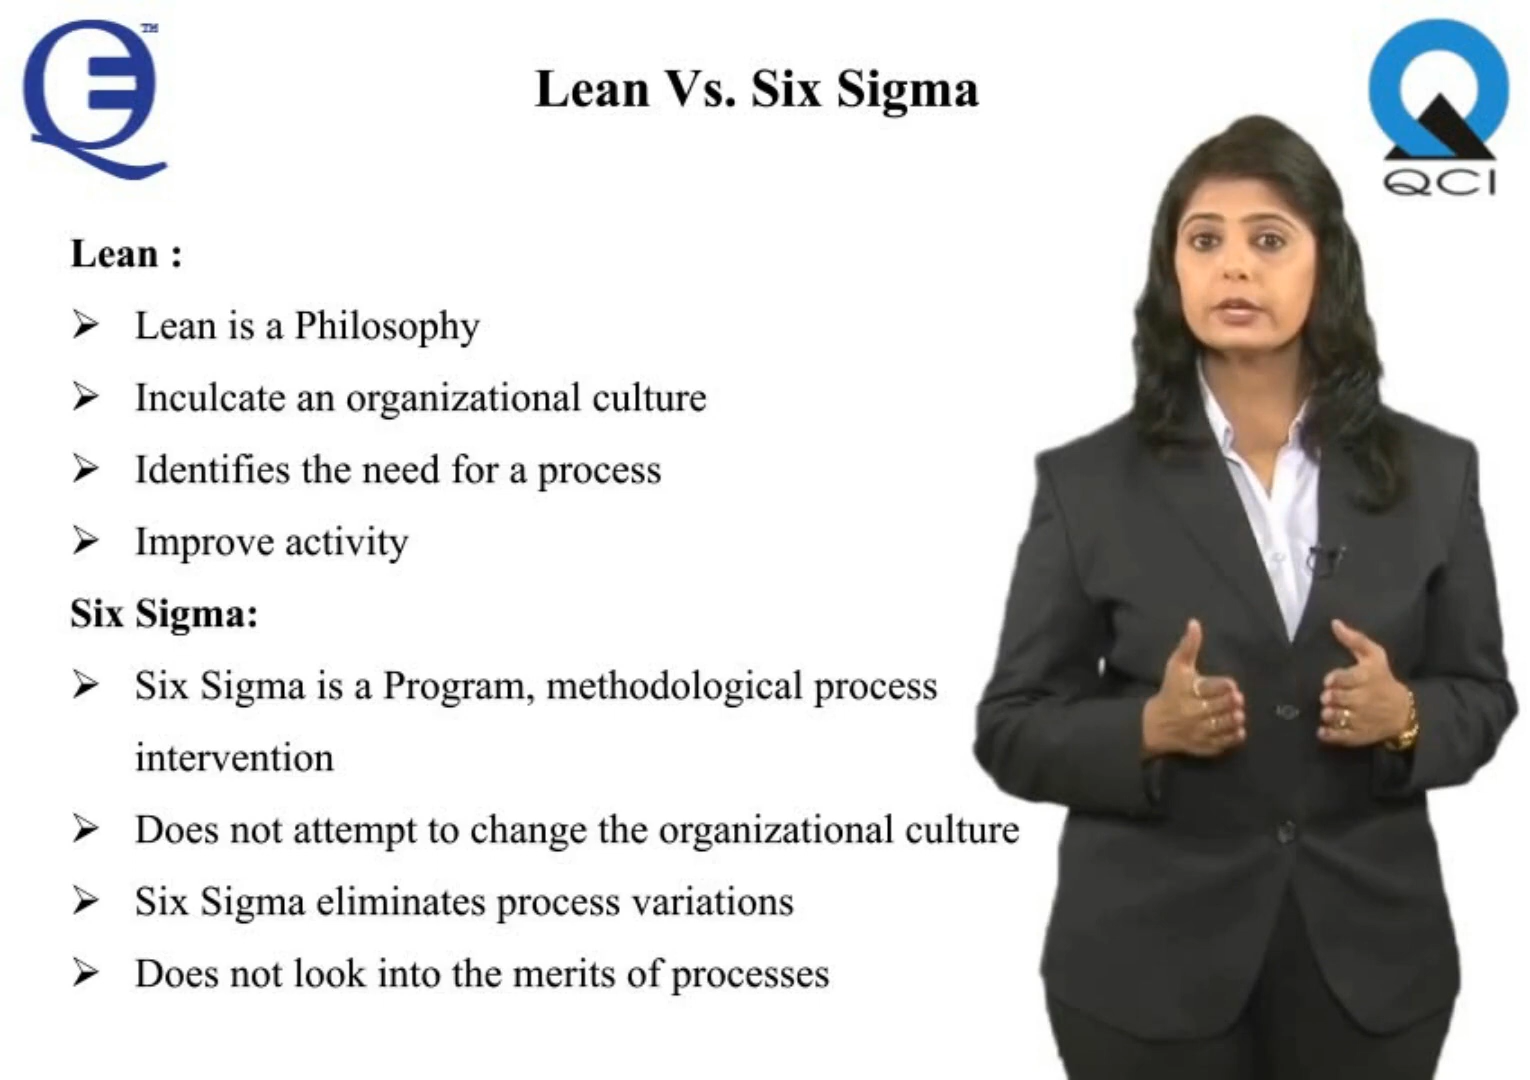 TM
Lean Vs. Six Sigma
QCI
Lean :
Lean is a Philosophy
Inculcate an organizational culture
Identifies the need for a process
Improve activity
Six Sigma:
Six Sigma is a Program, methodological process
intervention
Does not attempt to change the organizational culture
Six Sigma eliminates process variations
Does not look into the merits of processes